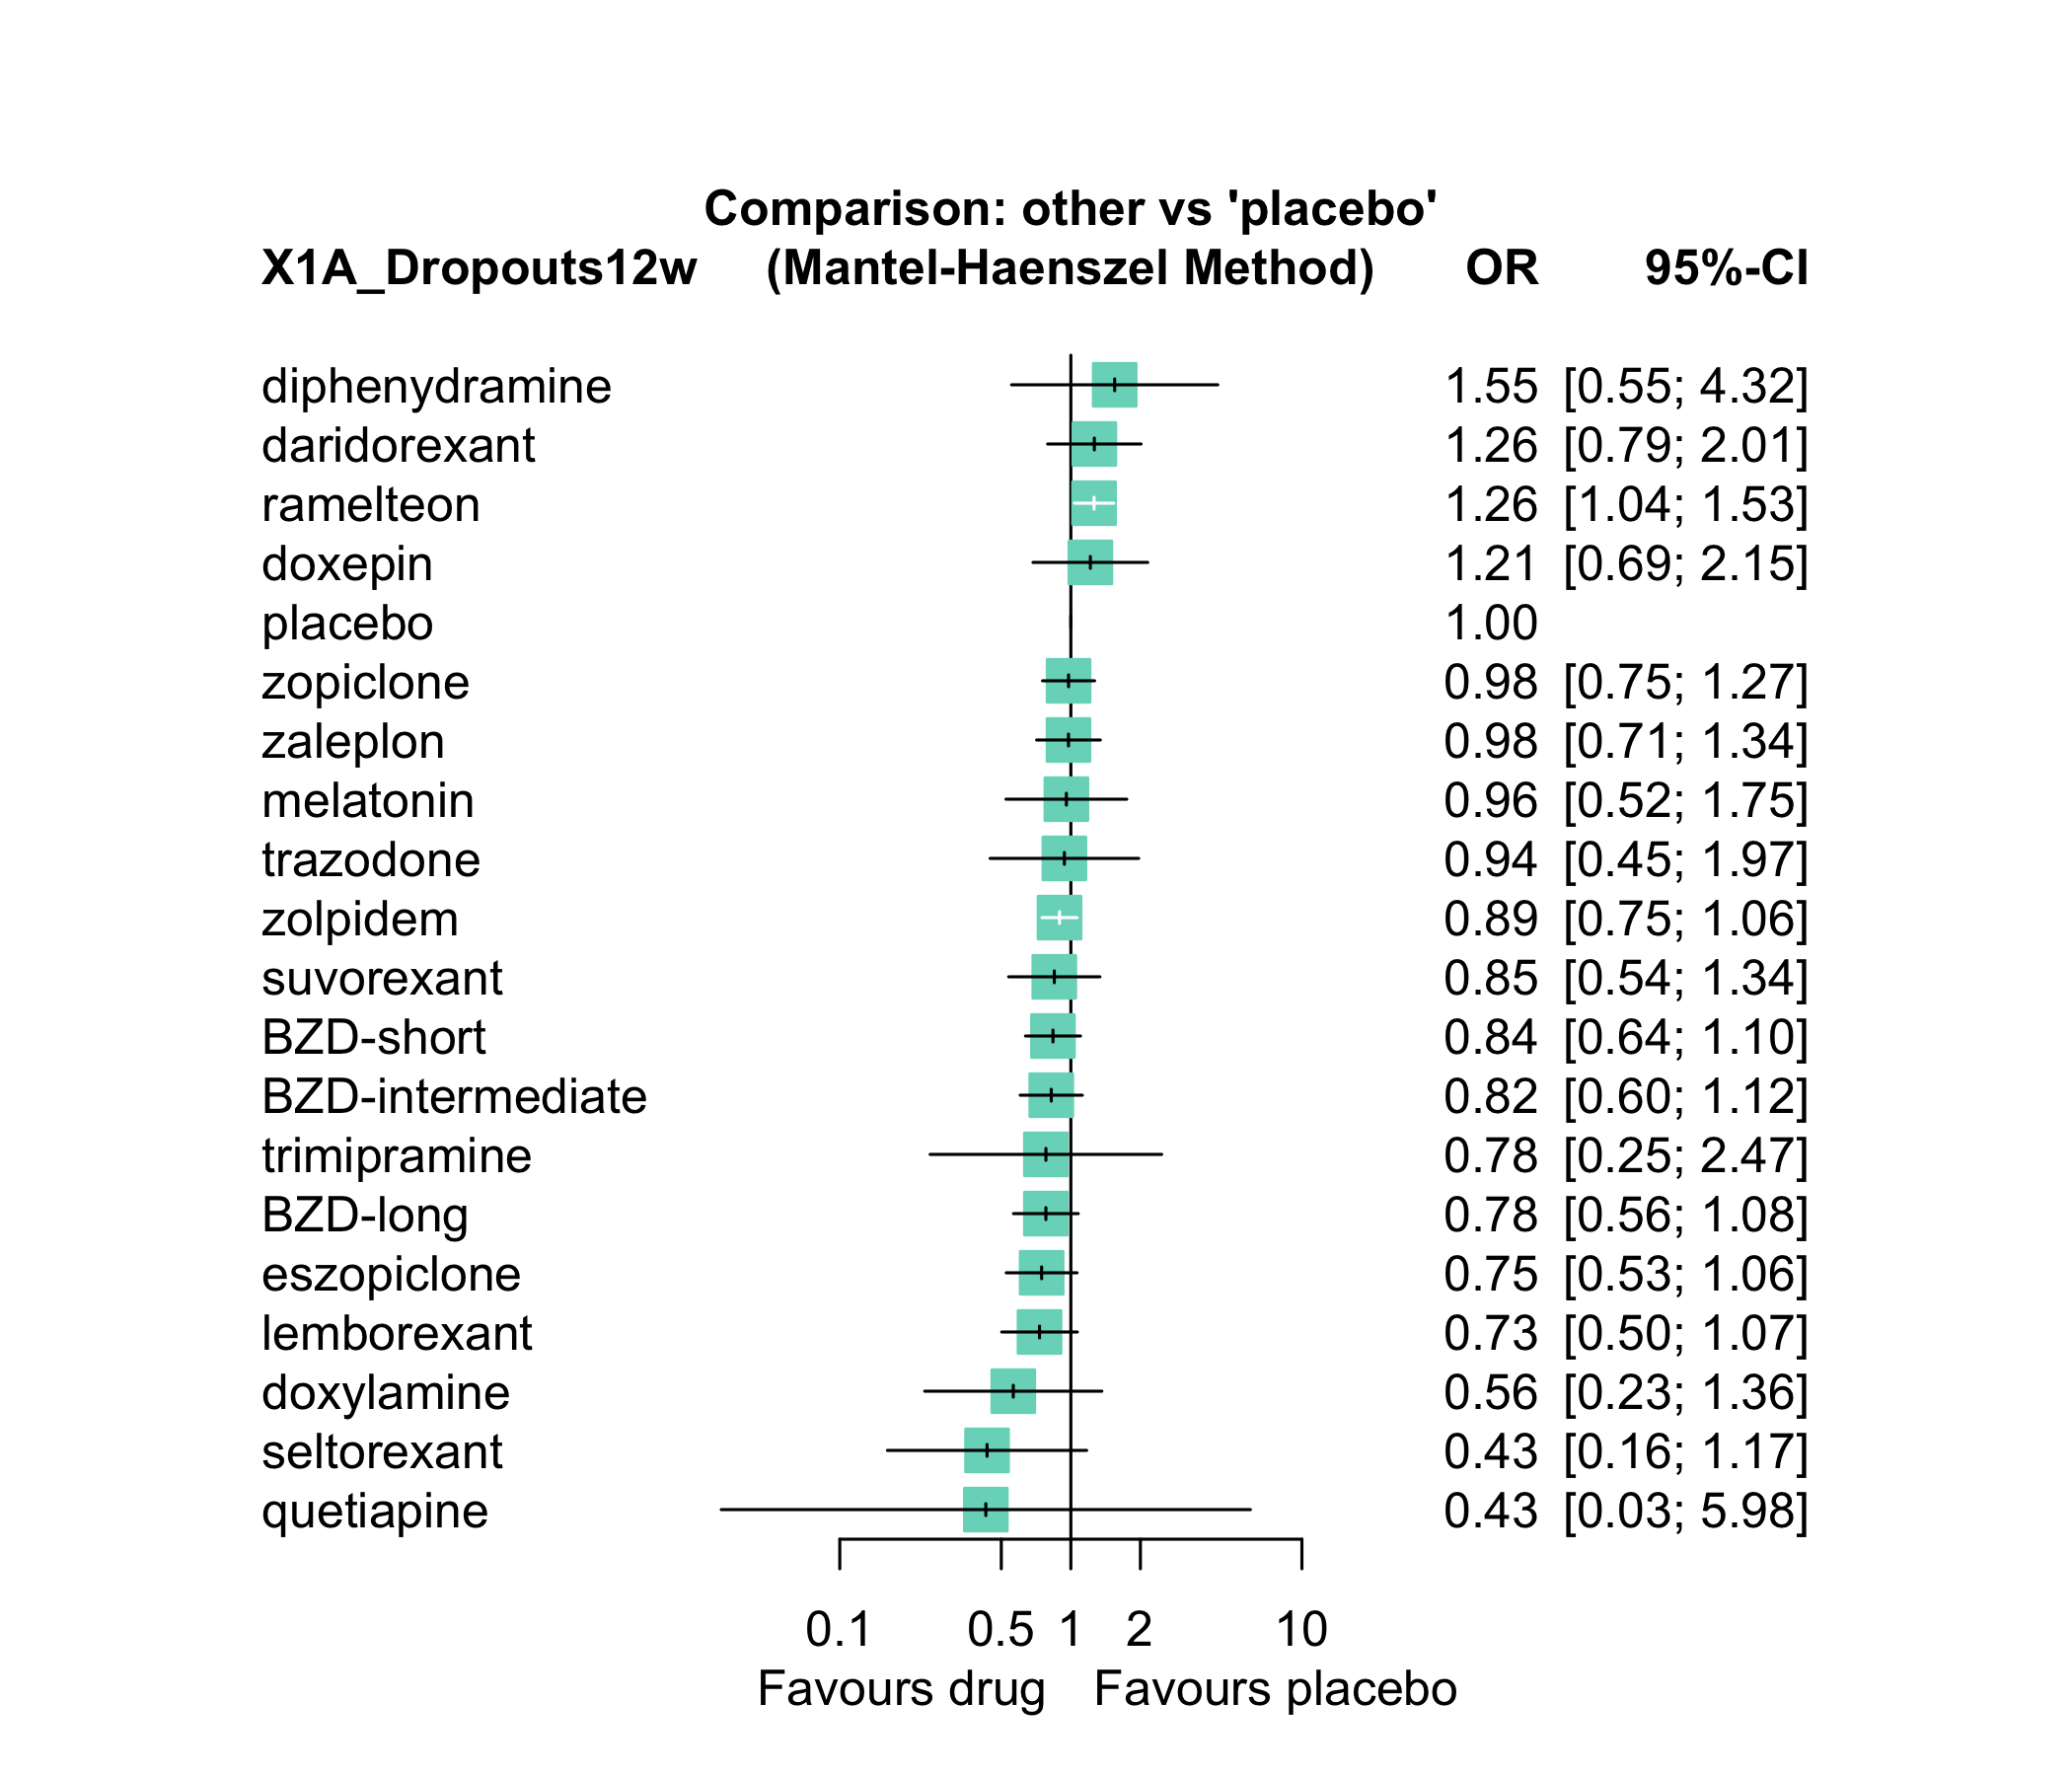 Comparison: other vs 'placebo'
X1A_Dropouts12w (Mantel-Haenszel Method) OR 95%-CI
diphenydramine 1.55 [0.55; 4.32]
daridorexant 1.26 [0.79; 2.01]
ramelteon 1.26 [1.04; 1.53]
doxepin 1.21 [0.69; 2.15]
placebo 1.00
zopiclone 0.98 [0.75; 1.27]
zaleplon 0.98 [0.71; 1.34]
melatonin 0.96 [0.52; 1.75]
trazodone 0.94 [0.45; 1.97]
zolpidem 0.89 [0.75; 1.06]
suvorexant 0.85 [0.54; 1.34]
BZD-short 0.84 [0.64; 1.10]
BZD-intermediate 0.82 [0.60; 1.12]
trimipramine 0.78 [0.25; 2.47]
BZD-long 0.78 [0.56; 1.08]
eszopiclone 0.75 [0.53; 1.06]
lemborexant 0.73 [0.50; 1.07]
doxylamine 0.56 [0.23; 1.36]
seltorexant 0.43 [0.16; 1.17]
quetiapine 0.43 [0.03; 5.98]
0.1 0.5 1 2 10
Favours drug Favours placebo